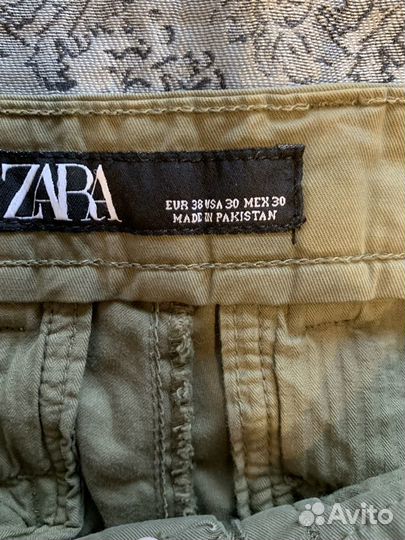 ZARA
EUR 38 USA 30 MEX 30
MADE IN PAKISTAN
Avito